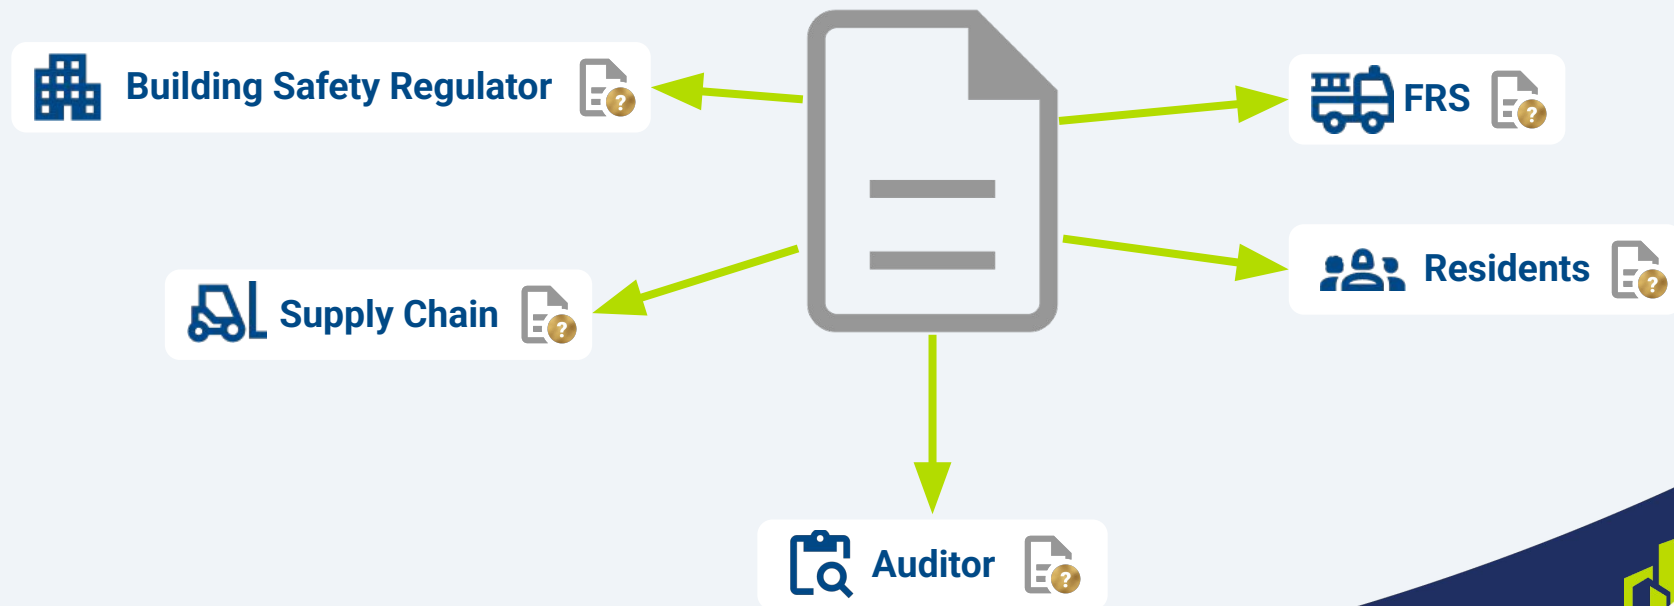 Building Safety Regulator
?
FRS
?
Supply Chain
?
Residents
?
Auditor
?